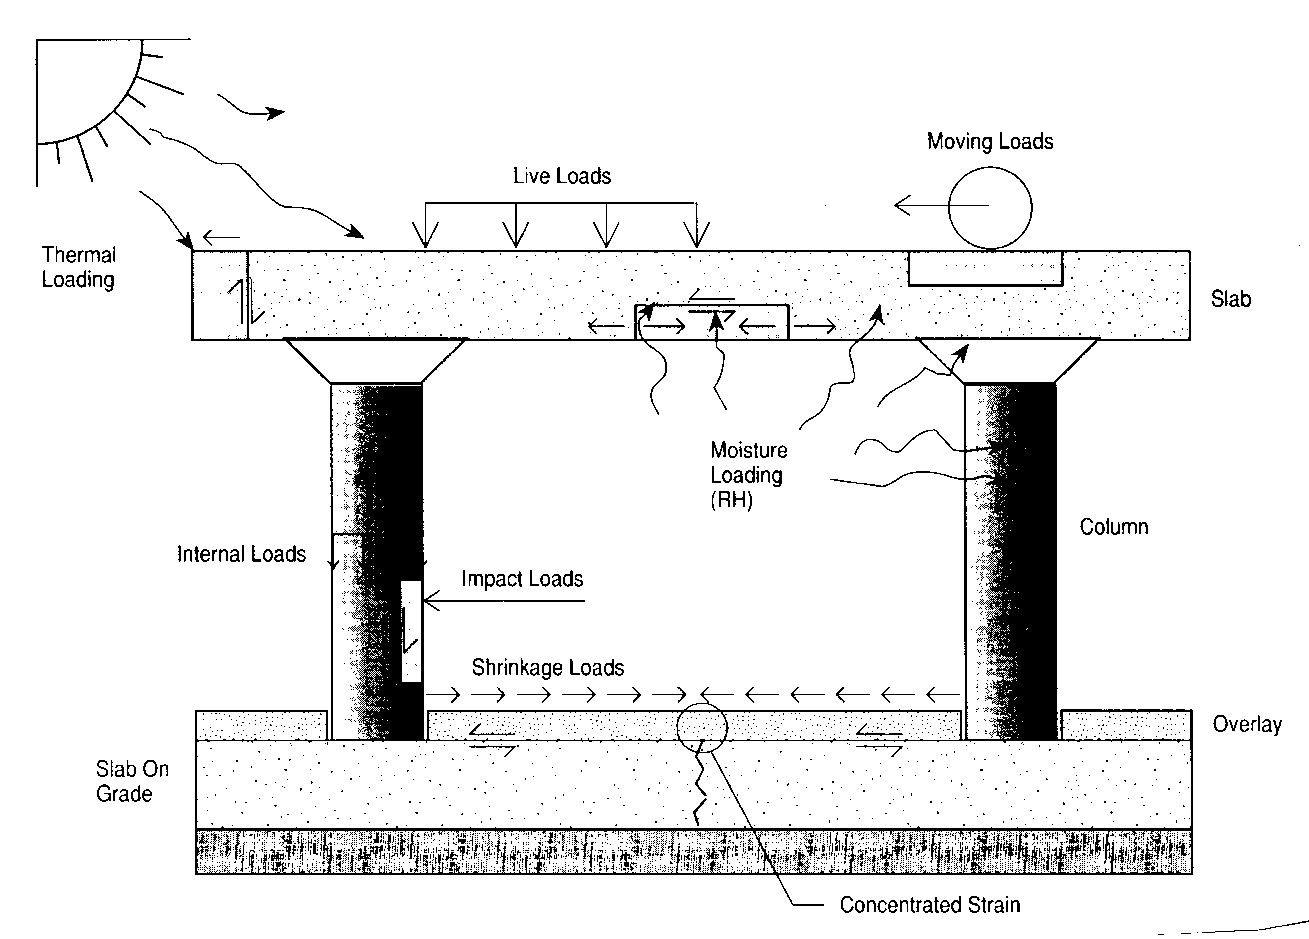 Moving Loads
Live Loads
Thermal
Loading
Slab
Moisture
Loading
(RH)
Column
Internal Loads
Impact Loads
Shrinkage Loads
Overlay
Slab On
Grade
Concentrated Strain